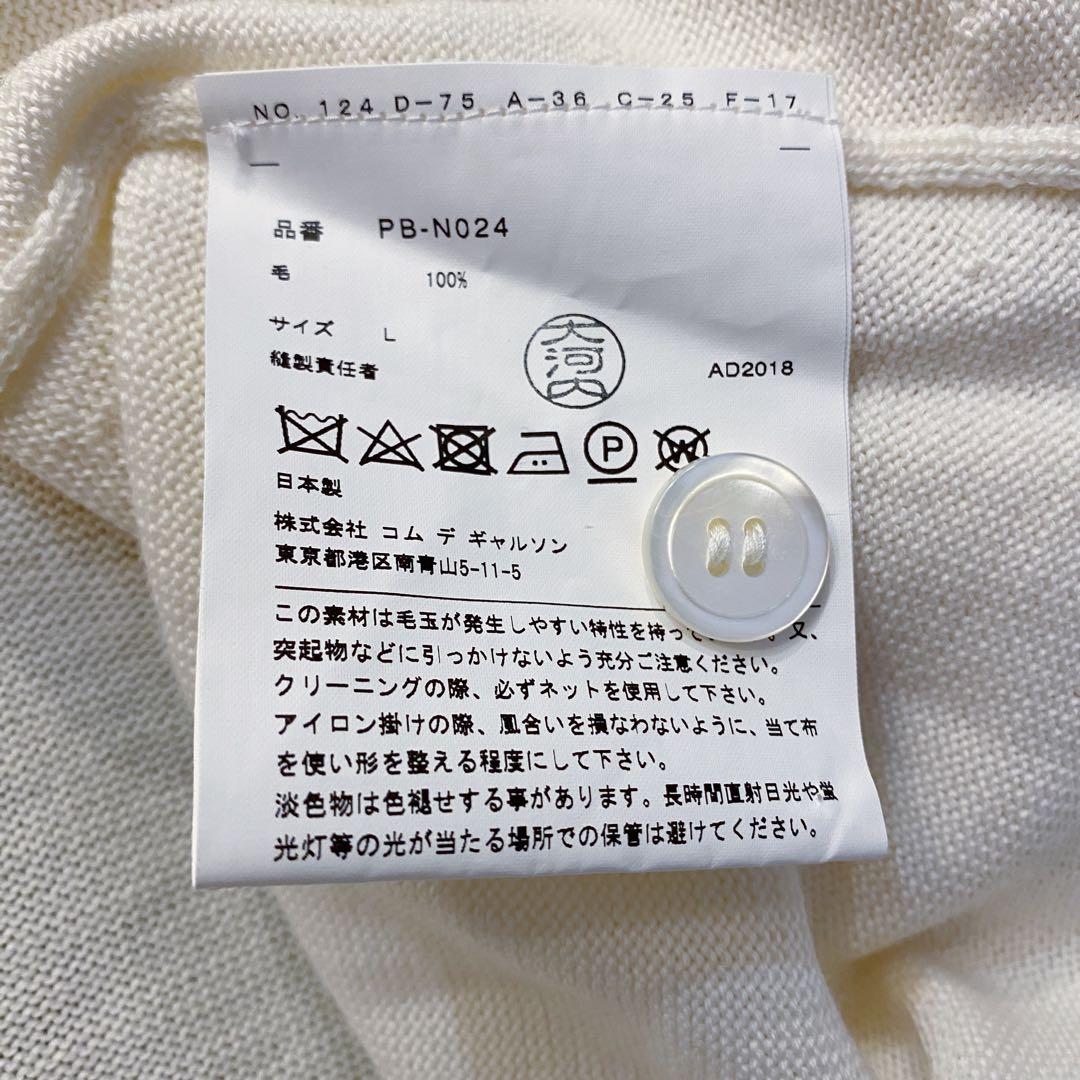 NO. 124 D-75 A-36 C-25 F-17
品番 PB-N024
毛 100%
サイズ L
縫製責任者 大河内 AD2018
P W
日本製
株式会社 コム デ ギャルソン
東京都港区南青山5-11-5
この素材は毛玉が発生しやすい特性を持って 。又、
突起物などに引っかけないよう充分ご注意ください。
クリーニングの際、必ずネットを使用して下さい。
アイロン掛けの際、風合いを損なわないように、当て布
を使い形を整える程度にして下さい。
淡色物は色褪せする事があります。長時間直射日光や蛍
光灯等の光が当たる場所での保管は避けてください。